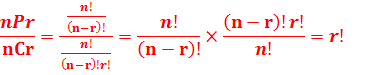 nPr/nCr = (n!/(n−r)!)/(n!/(n−r)!r!) = n!/(n − r)! × (n − r)! r!/n! = r!